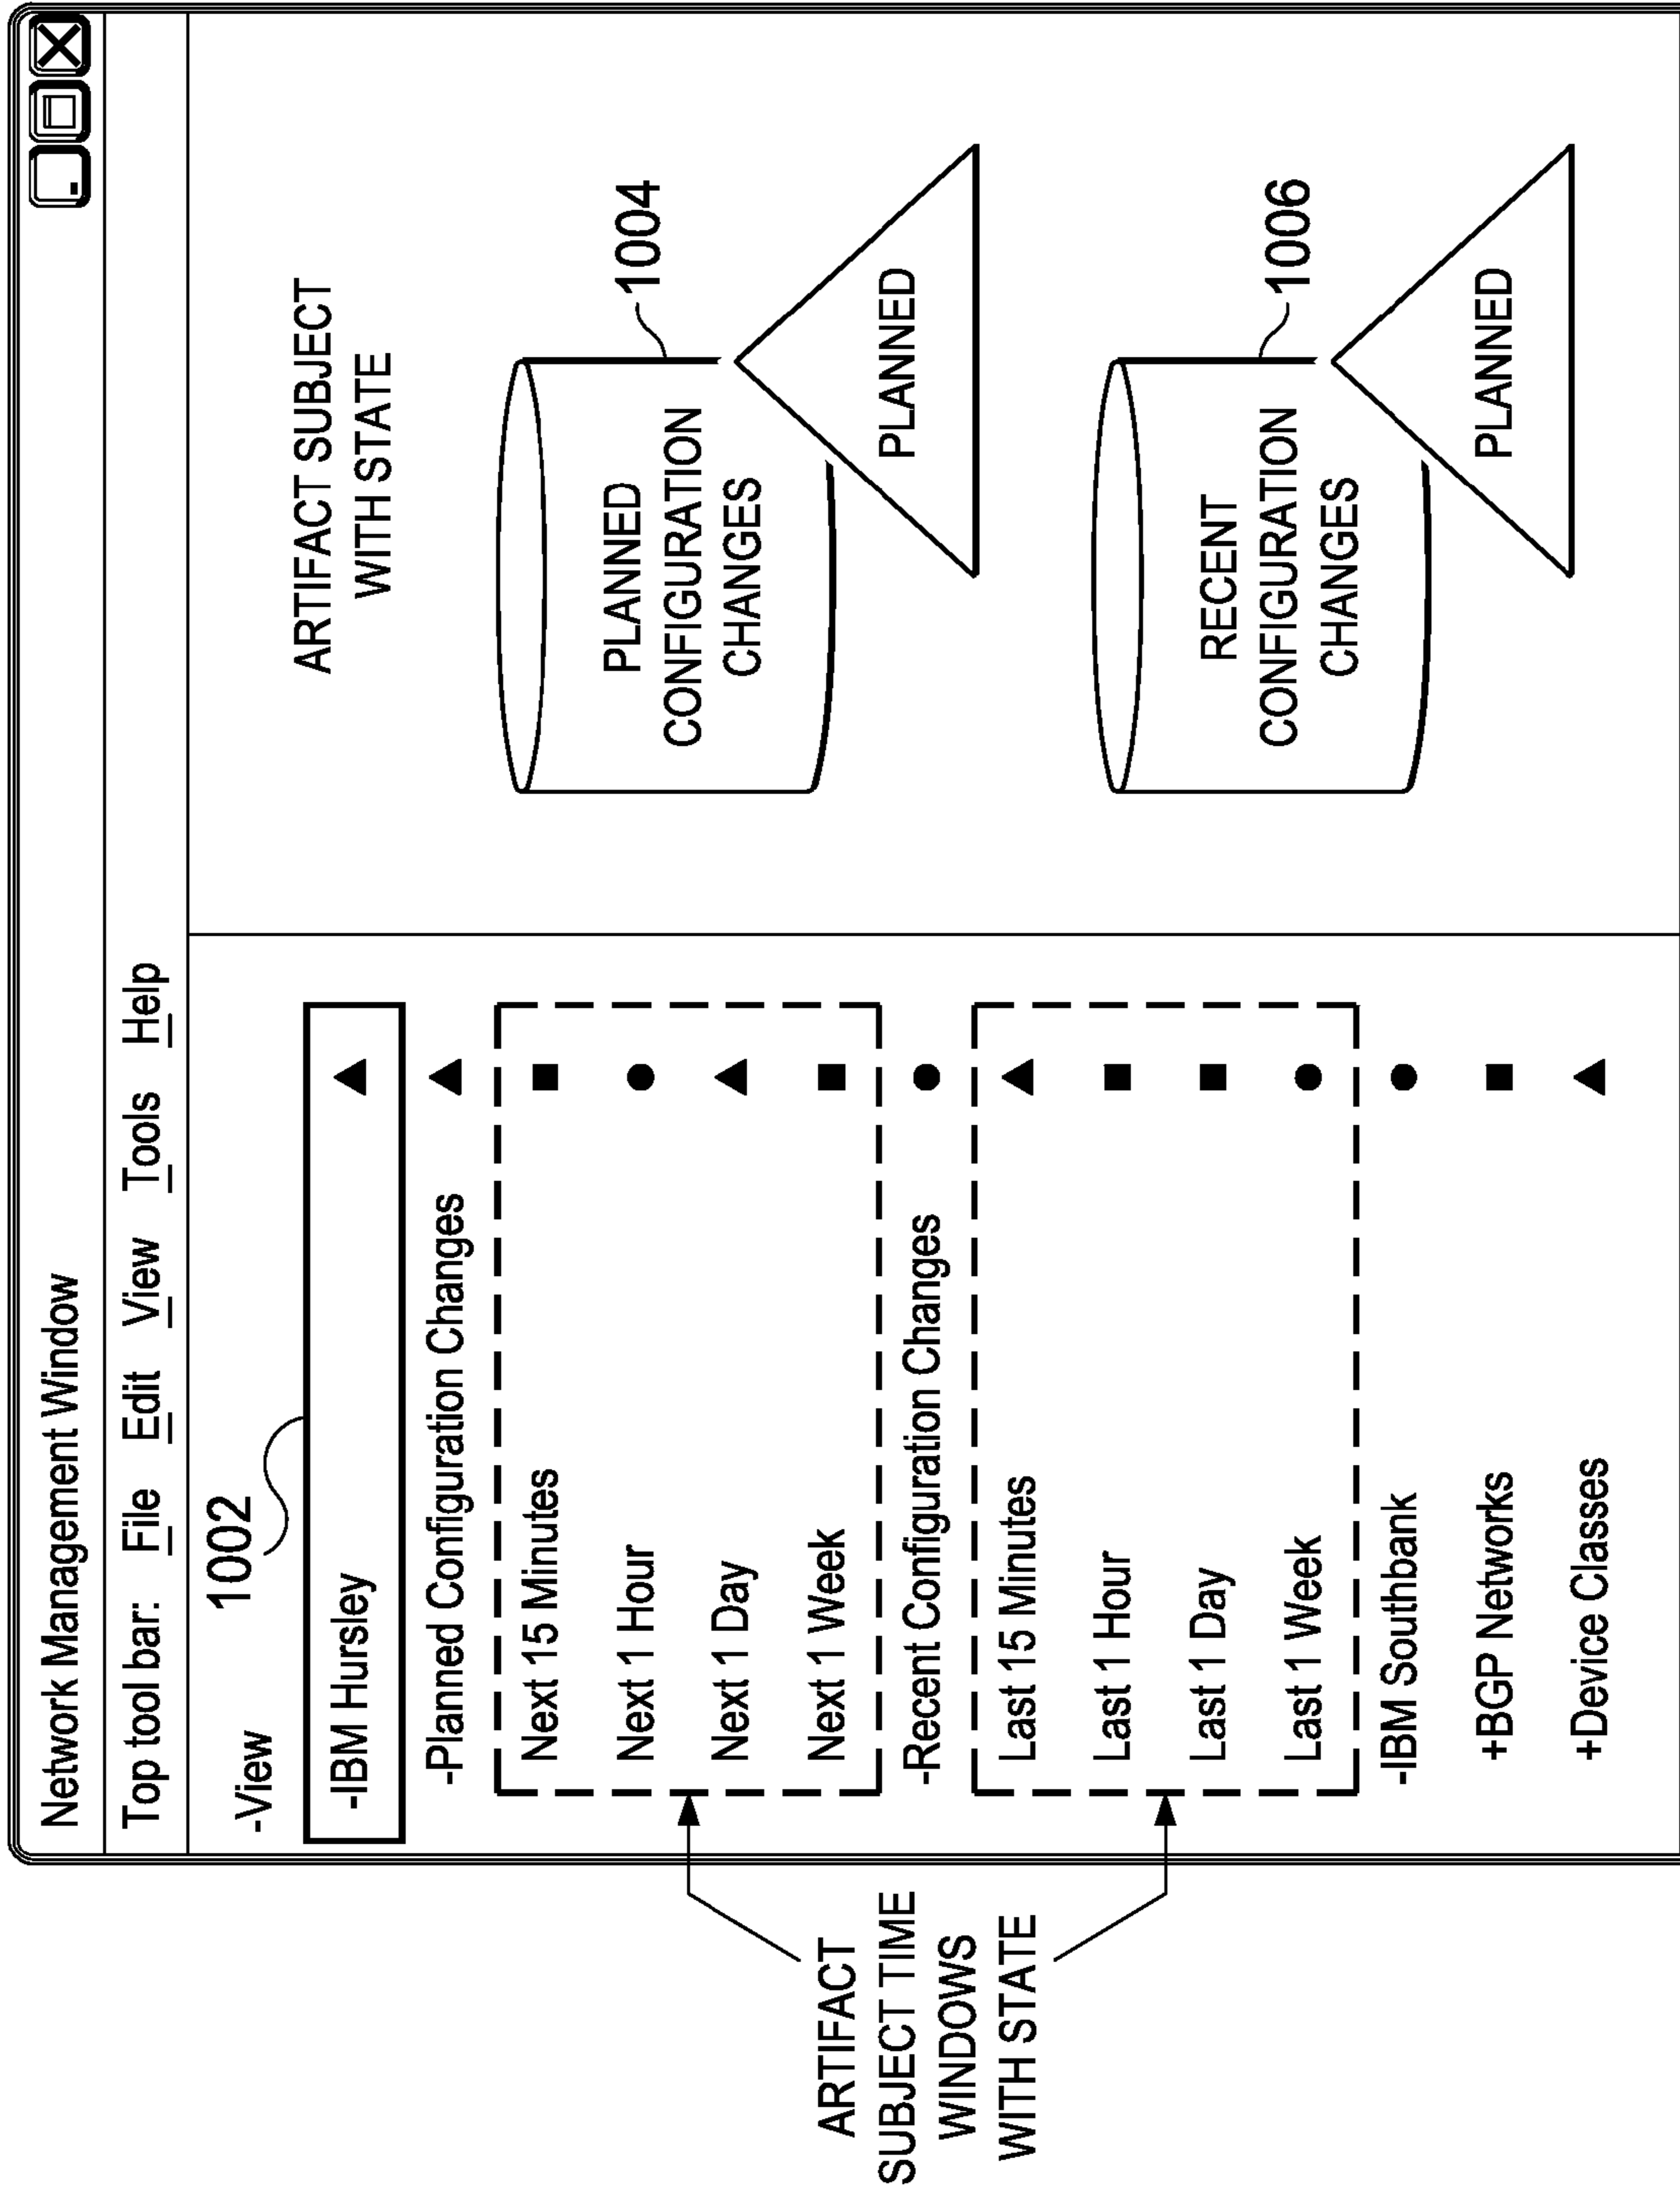 Network Management Window
Top tool bar: File Edit View Tools Help
-View
1002
-IBM Hursley
-Planned Configuration Changes
Next 15 Minutes
Next 1 Hour
Next 1 Day
Next 1 Week
-Recent Configuration Changes
Last 15 Minutes
Last 1 Hour
Last 1 Day
Last 1 Week
-IBM Southbank
+BGP Networks
+Device Classes
ARTIFACT
SUBJECT TIME
WINDOWS
WITH STATE
ARTIFACT SUBJECT
WITH STATE
PLANNED
CONFIGURATION
CHANGES
1004
PLANNED
RECENT
CONFIGURATION
CHANGES
1006
PLANNED